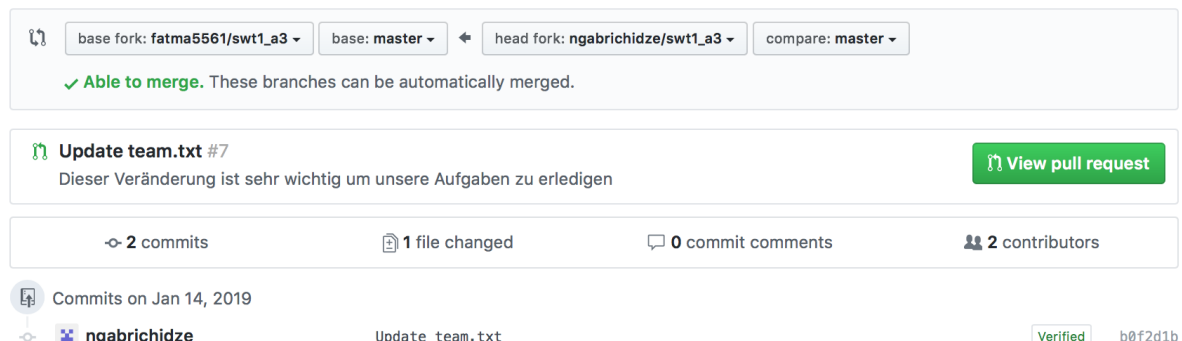 base fork: fatma5561/swt1_a3 base: master head fork: ngabrichidze/swt1_a3 compare: master
Able to merge. These branches can be automatically merged.
Update team.txt #7
View pull request
Dieser Veränderung ist sehr wichtig um unsere Aufgaben zu erledigen
2 commits 1 file changed 0 commit comments 2 contributors
Commits on Jan 14, 2019
ngabrichidze Update team.txt Verified b0f2d1b